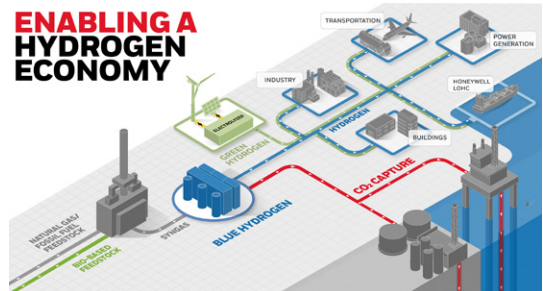 ENABLING A
HYDROGEN
ECONOMY
TRANSPORTATION
POWER
GENERATION
INDUSTRY
HONEYWELL
LOHC
ELECTROLYZER
GREEN
HYDROGEN
HYDROGEN
BUILDINGS
CO₂ CAPTURE
BLUE HYDROGEN
NATURAL GAS/
FOSSIL FUEL
FEEDSTOCK
SYNGAS
BIO-BASED
FEEDSTOCK